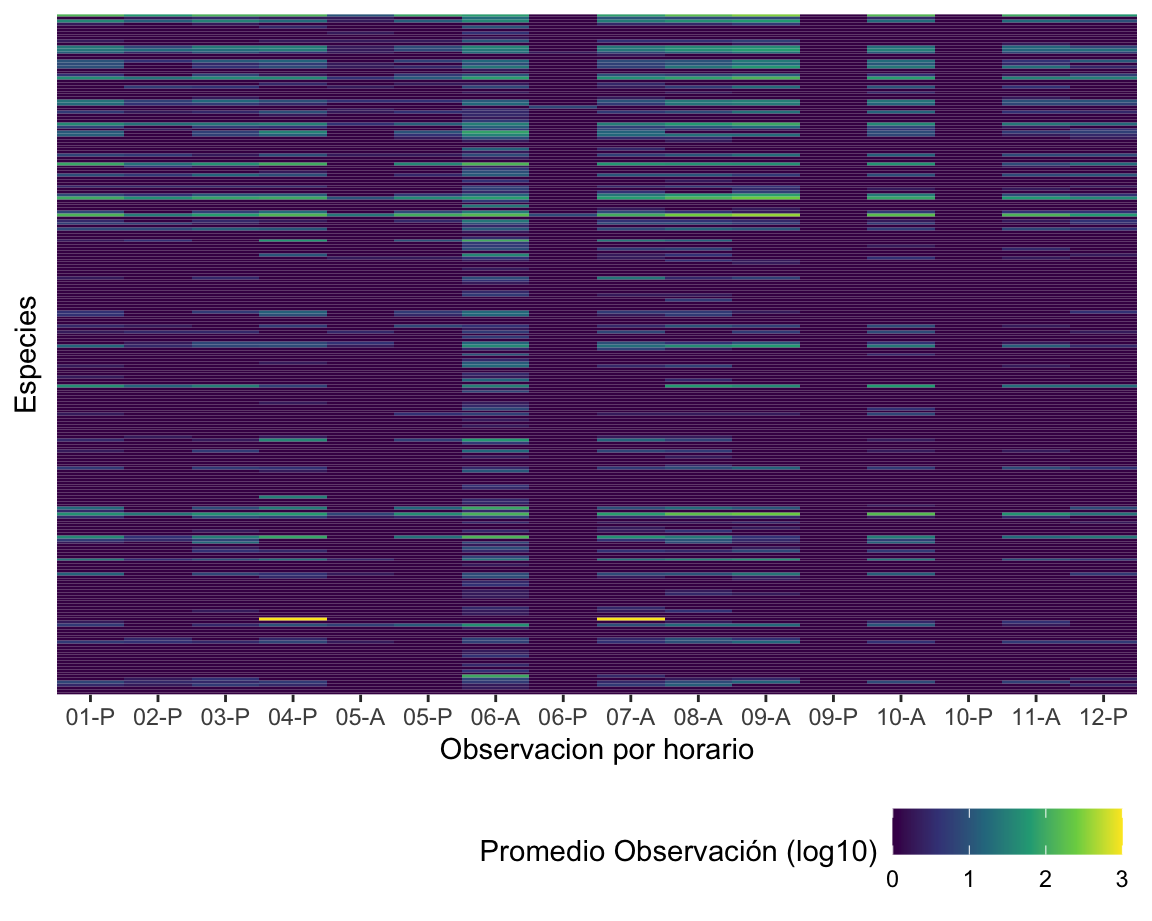 Especies
01-P 02-P 03-P 04-P 05-A 05-P 06-A 06-P 07-A 08-A 09-A 09-P 10-A 10-P 11-A 12-P
Observacion por horario
Promedio Observación (log10)
0 1 2 3